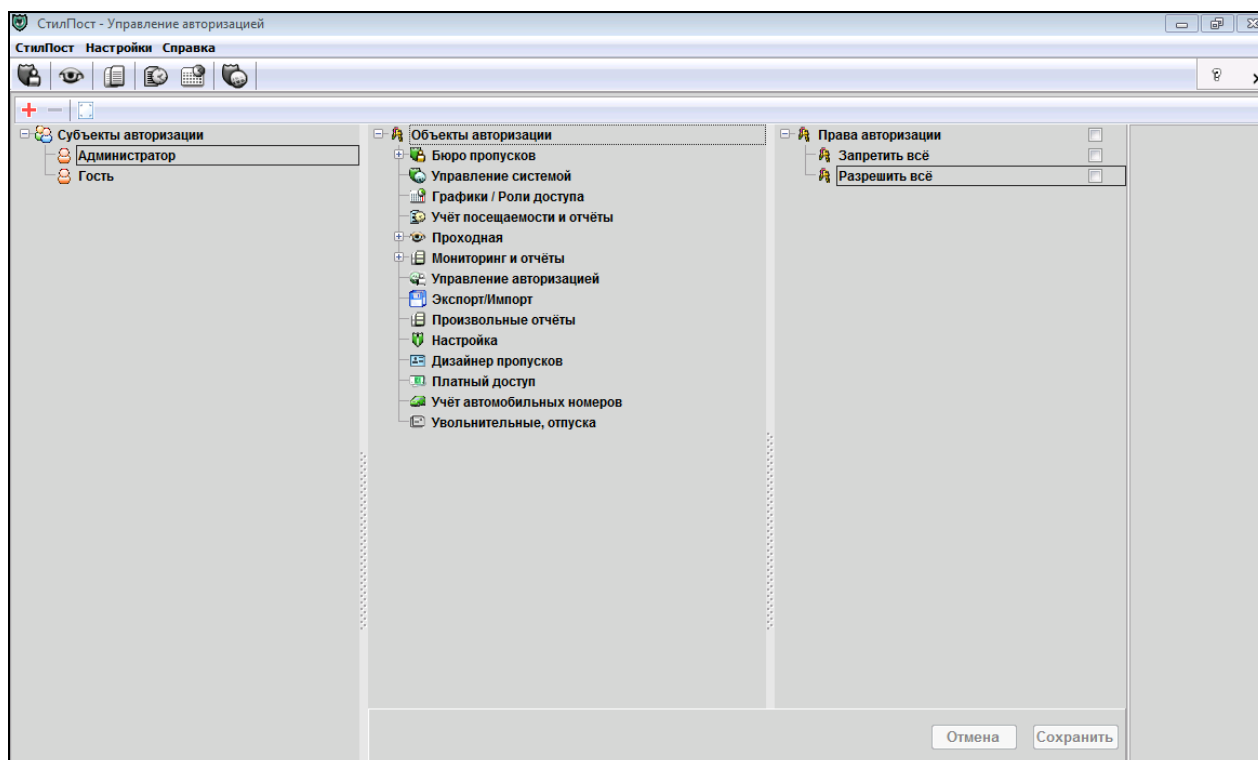 СтилПост - Управление авторизацией
СтилПост Настройки Справка
Субъекты авторизации
Администратор
Гость
Объекты авторизации
Бюро пропусков
Управление системой
Графики / Роли доступа
Учёт посещаемости и отчёты
Проходная
Мониторинг и отчёты
Управление авторизацией
Экспорт/Импорт
Произвольные отчёты
Настройка
Дизайнер пропусков
Платный доступ
Учёт автомобильных номеров
Увольнительные, отпуска
Права авторизации
Запретить всё
Разрешить всё
Отмена Сохранить